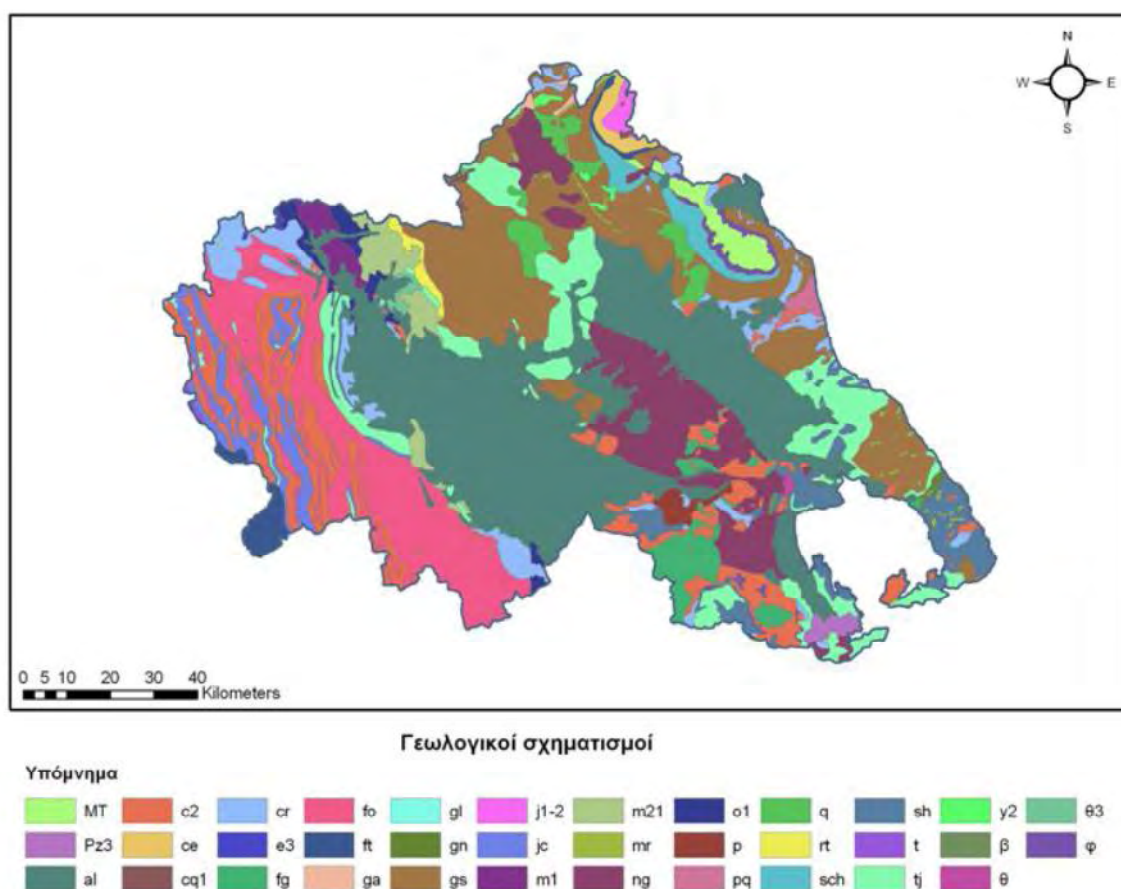 N
W E
S
0 5 10 20 30 40
Kilometers
Γεωλογικοί σχηματισμοί
Υπόμνημα
MT c2 cr fo gl j1-2 m21 o1 q sh y2 θ3
Pz3 ce e3 ft gn jc mr p rt t β φ
al cq1 fg ga gs m1 ng pq sch tj θ